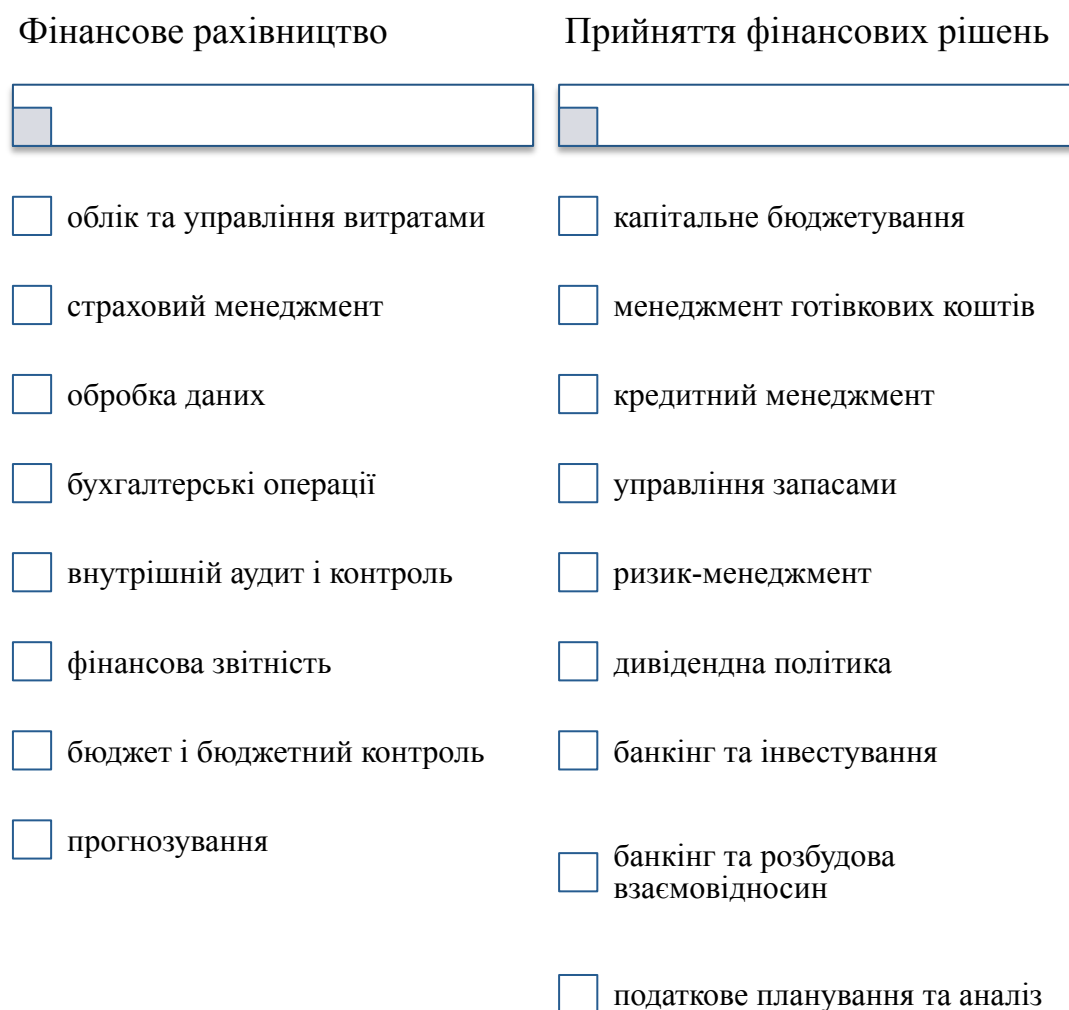 Фінансове рахівництво
облік та управління витратами
страховий менеджмент
обробка даних
бухгалтерські операції
внутрішній аудит і контроль
фінансова звітність
бюджет і бюджетний контроль
прогнозування
Прийняття фінансових рішень
капітальне бюджетування
менеджмент готівкових коштів
кредитний менеджмент
управління запасами
ризик-менеджмент
дивідендна політика
банкінг та інвестування
банкінг та розбудова
взаємовідносин
податкове планування та аналіз